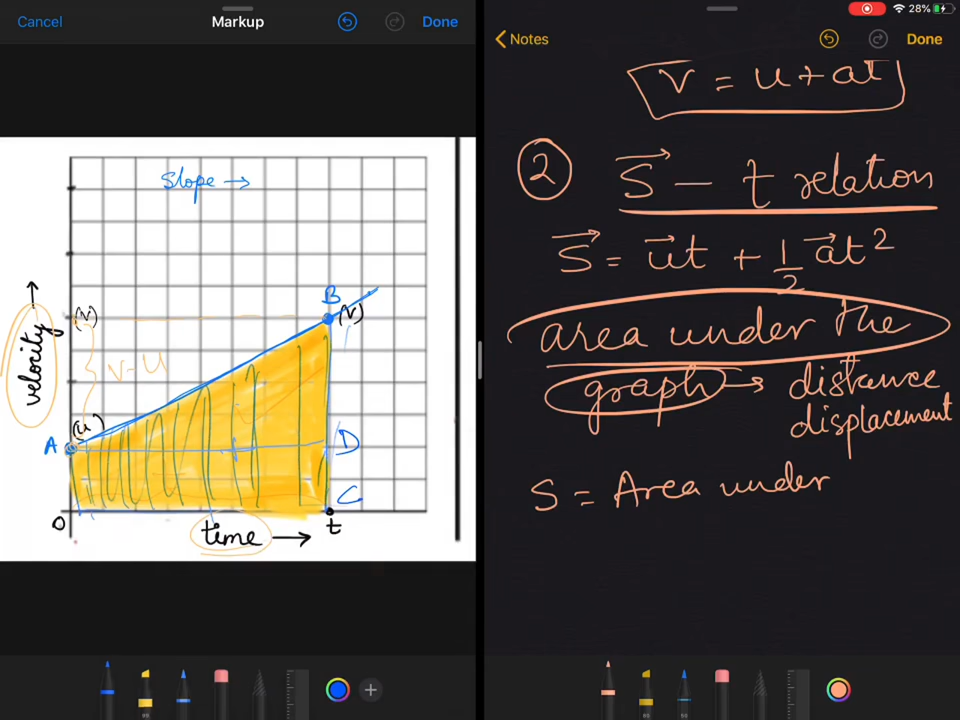 Cancel
Markup
Done
Slope →
B
(v)
(v)
velocity
v-u
(u)
A
D
C
O
time →
t
28%
Notes
Done
v = u + at
2 S - t relation
S = ut + 1/2 at²
area under the
graph → distance
displacement
S = Area under